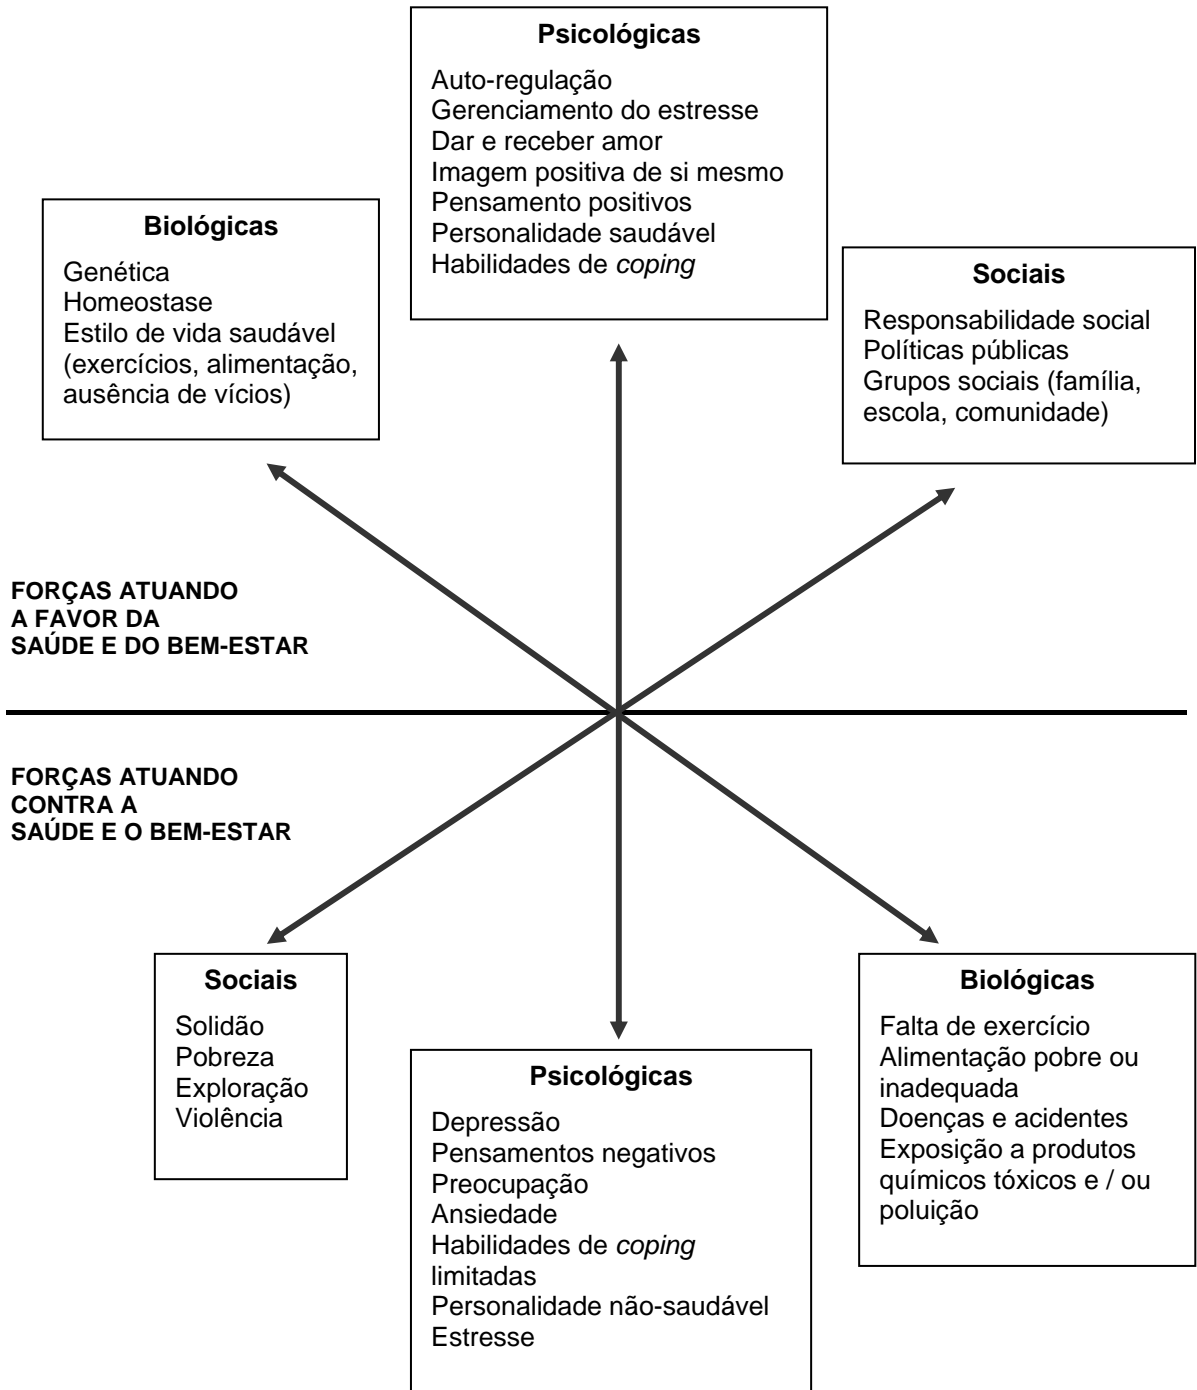 Psicológicas
Auto-regulação
Gerenciamento do estresse
Dar e receber amor
Imagem positiva de si mesmo
Pensamento positivos
Personalidade saudável
Habilidades de coping
Biológicas
Genética
Homeostase
Estilo de vida saudável
(exercícios, alimentação,
ausência de vícios)
Sociais
Responsabilidade social
Políticas públicas
Grupos sociais (família,
escola, comunidade)
FORÇAS ATUANDO
A FAVOR DA
SAÚDE E DO BEM-ESTAR
FORÇAS ATUANDO
CONTRA A
SAÚDE E O BEM-ESTAR
Sociais
Solidão
Pobreza
Exploração
Violência
Psicológicas
Depressão
Pensamentos negativos
Preocupação
Ansiedade
Habilidades de coping
limitadas
Personalidade não-saudável
Estresse
Biológicas
Falta de exercício
Alimentação pobre ou
inadequada
Doenças e acidentes
Exposição a produtos
químicos tóxicos e / ou
poluição